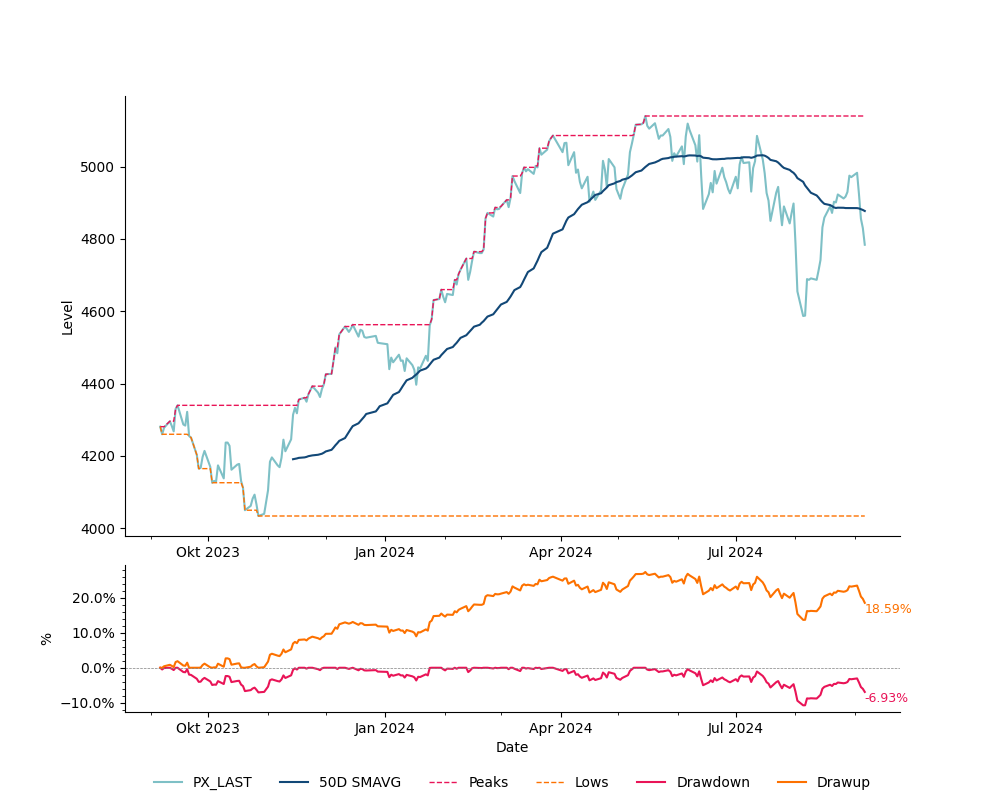 Level
5000
4800
4600
4400
4200
4000
Okt 2023
Jan 2024
Apr 2024
Jul 2024
%
20.0%
10.0%
0.0%
−10.0%
18.59%
-6.93%
Okt 2023
Jan 2024
Apr 2024
Jul 2024
Date
PX_LAST
50D SMAVG
Peaks
Lows
Drawdown
Drawup